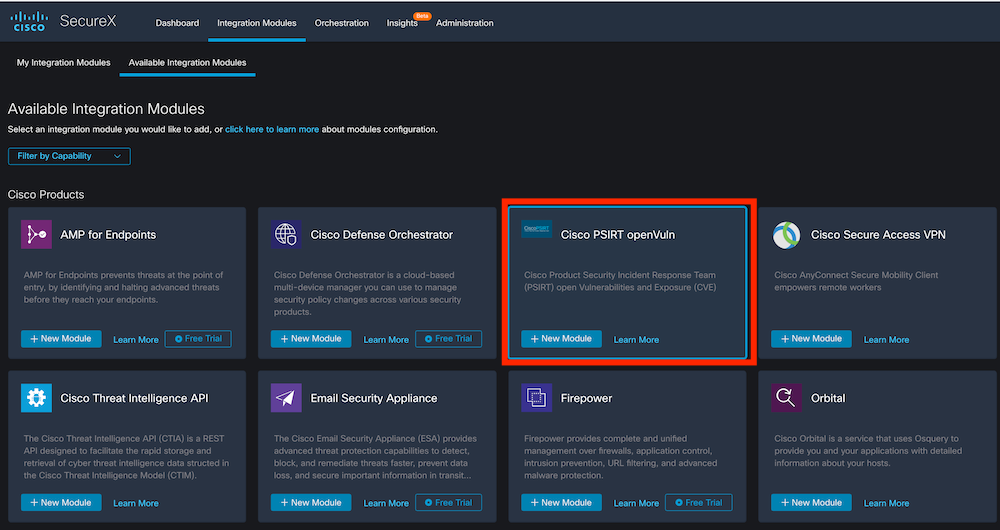 CISCO SecureX Dashboard Integration Modules Orchestration Insights Beta Administration
My Integration Modules Available Integration Modules
Available Integration Modules
Select an integration module you would like to add, or click here to learn more about modules configuration.
Filter by Capability
Cisco Products
AMP for Endpoints
AMP for Endpoints prevents threats at the point of
entry, by identifying and halting advanced threats
before they reach your endpoints.
+ New Module Learn More Free Trial
Cisco Defense Orchestrator
Cisco Defense Orchestrator is a cloud-based
multi-device manager you can use to manage
security policy changes across various security
products.
+ New Module Learn More Free Trial
CiscoPSIRT
Cisco PSIRT openVuln
Cisco Product Security Incident Response Team
(PSIRT) open Vulnerabilities and Exposure (CVE)
+ New Module Learn More
Cisco Secure Access VPN
Cisco AnyConnect Secure Mobility Client
empowers remote workers
+ New Module Learn More
Cisco Threat Intelligence API
The Cisco Threat Intelligence API (CTIA) is a REST
API designed to facilitate the rapid storage and
retrieval of cyber threat intelligence data structed in
the Cisco Threat Intelligence Model (CTIM).
+ New Module Learn More
Email Security Appliance
The Cisco Email Security Appliance (ESA) provides
advanced threat protection capabilities to detect,
block, and remediate threats faster, prevent data
loss, and secure important information in transit...
+ New Module Learn More Free Trial
Firepower
Firepower provides complete and unified
management over firewalls, application control,
intrusion prevention, URL filtering, and advanced
malware protection.
+ New Module Learn More Free Trial
Orbital
Cisco Orbital is a service that uses Osquery to
provide you and your applications with detailed
information about your hosts.
+ New Module Learn More